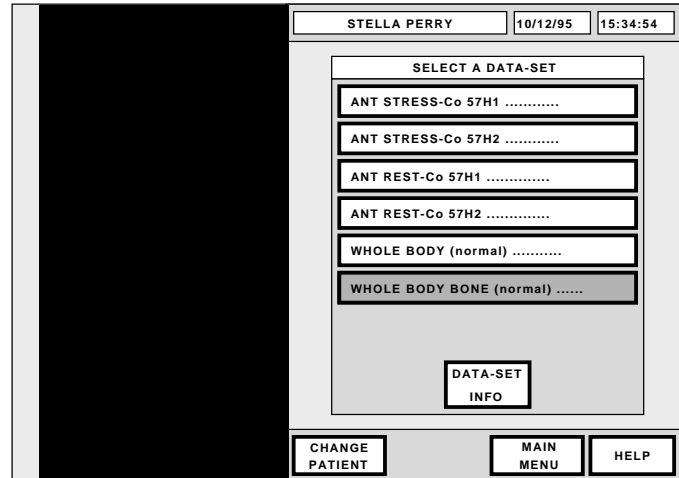 STELLA PERRY 10/12/95 15:34:54
SELECT A DATA-SET
ANT STRESS-Co 57H1 ............
ANT STRESS-Co 57H2 ............
ANT REST-Co 57H1 ..............
ANT REST-Co 57H2 ..............
WHOLE BODY (normal) ...........
WHOLE BODY BONE (normal) ......
DATA-SET
INFO
CHANGE
PATIENT
MAIN
MENU
HELP